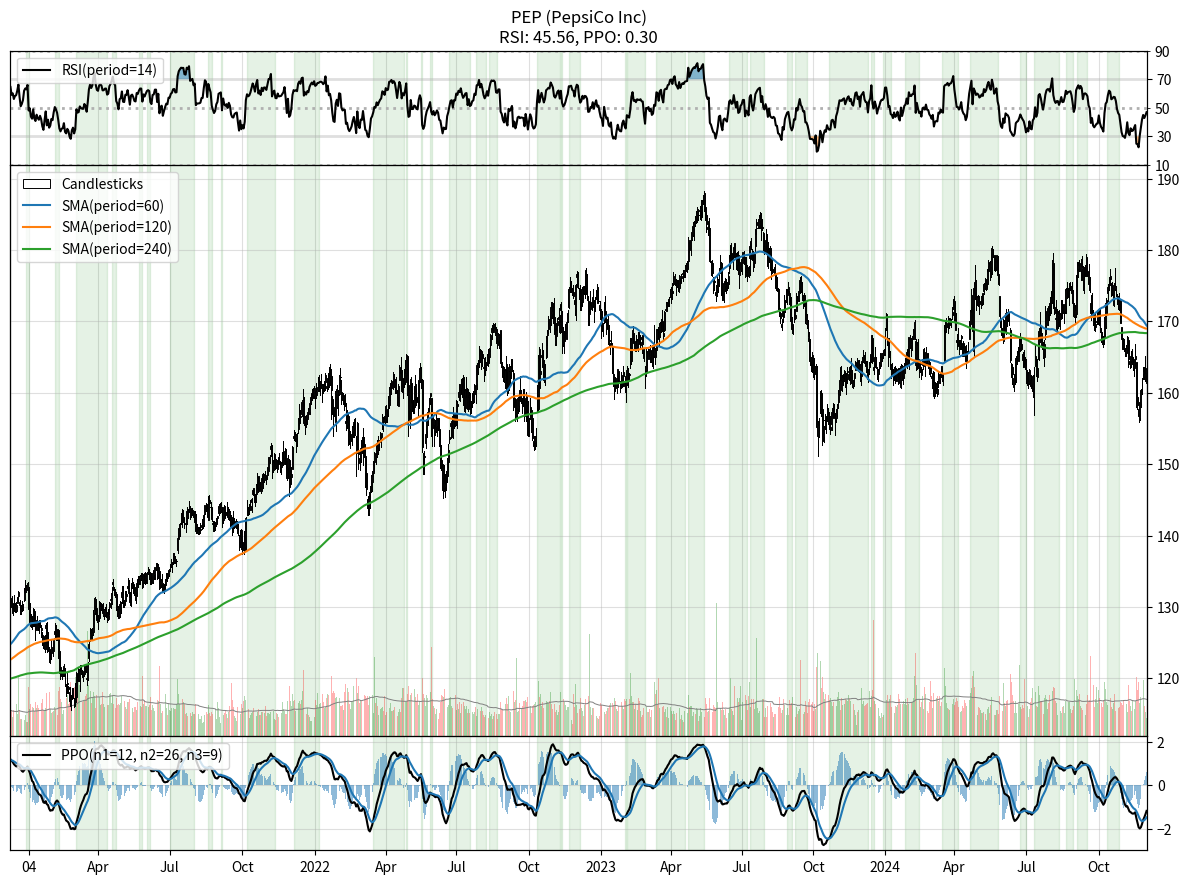 PEP (PepsiCo Inc)
RSI: 45.56, PPO: 0.30
RSI(period=14)
90
70
50
30
10
Candlesticks
SMA(period=60)
SMA(period=120)
SMA(period=240)
190
180
170
160
150
140
130
120
PPO(n1=12, n2=26, n3=9)
2
0
−2
04 Apr Jul Oct 2022 Apr Jul Oct 2023 Apr Jul Oct 2024 Apr Jul Oct